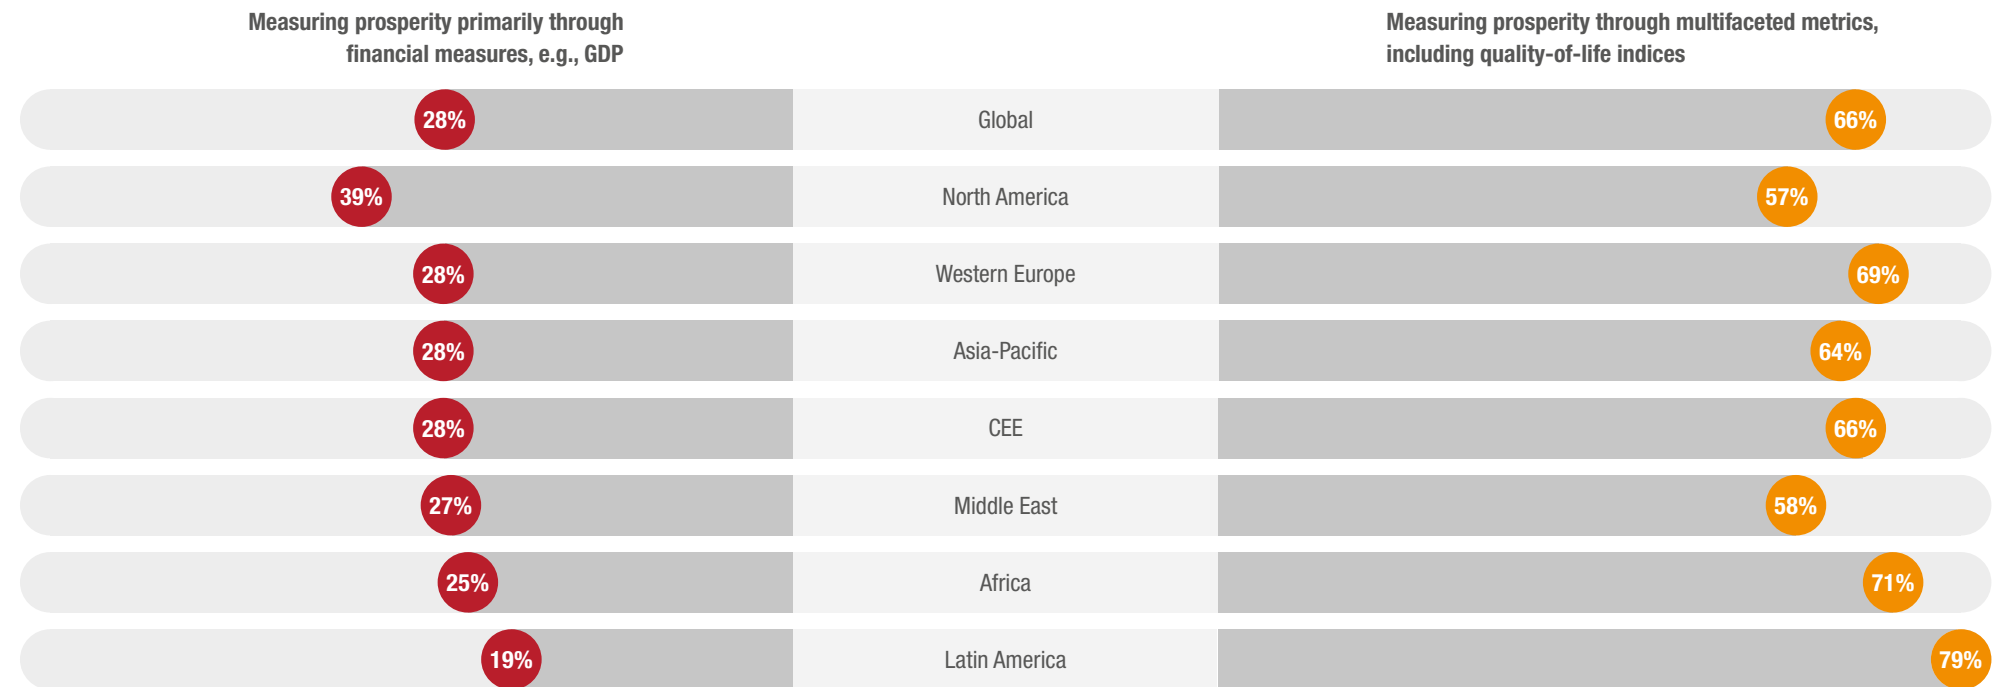 Measuring prosperity primarily through
financial measures, e.g., GDP
Measuring prosperity through multifaceted metrics,
including quality-of-life indices
28% Global 66%
39% North America 57%
28% Western Europe 69%
28% Asia-Pacific 64%
28% CEE 66%
27% Middle East 58%
25% Africa 71%
19% Latin America 79%